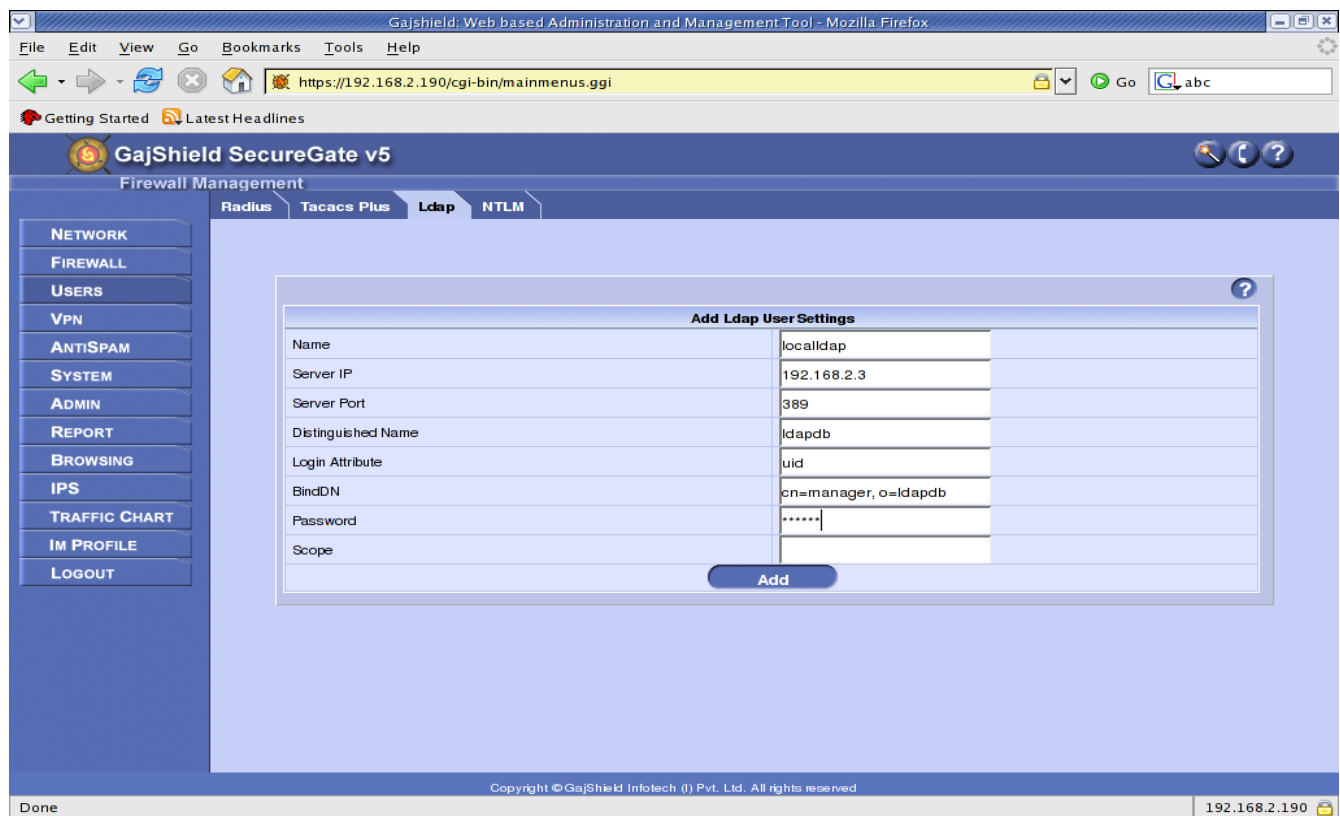 Gajshield: Web based Administration and Management Tool - Mozilla Firefox
File Edit View Go Bookmarks Tools Help
https://192.168.2.190/cgi-bin/mainmenus.ggi Go G abc
Getting Started Latest Headlines
GajShield SecureGate v5
Firewall Management
Radius Tacacs Plus Ldap NTLM
NETWORK
FIREWALL
USERS
VPN
ANTISPAM
SYSTEM
ADMIN
REPORT
BROWSING
IPS
TRAFFIC CHART
IM PROFILE
LOGOUT
?
?
Add Ldap User Settings
Name localldap
Server IP 192.168.2.3
Server Port 389
Distinguished Name ldapdb
Login Attribute uid
BindDN cn=manager, o=ldapdb
Password ******
Scope
Add
Copyright © GajShield Infotech (I) Pvt. Ltd. All rights reserved
Done 192.168.2.190